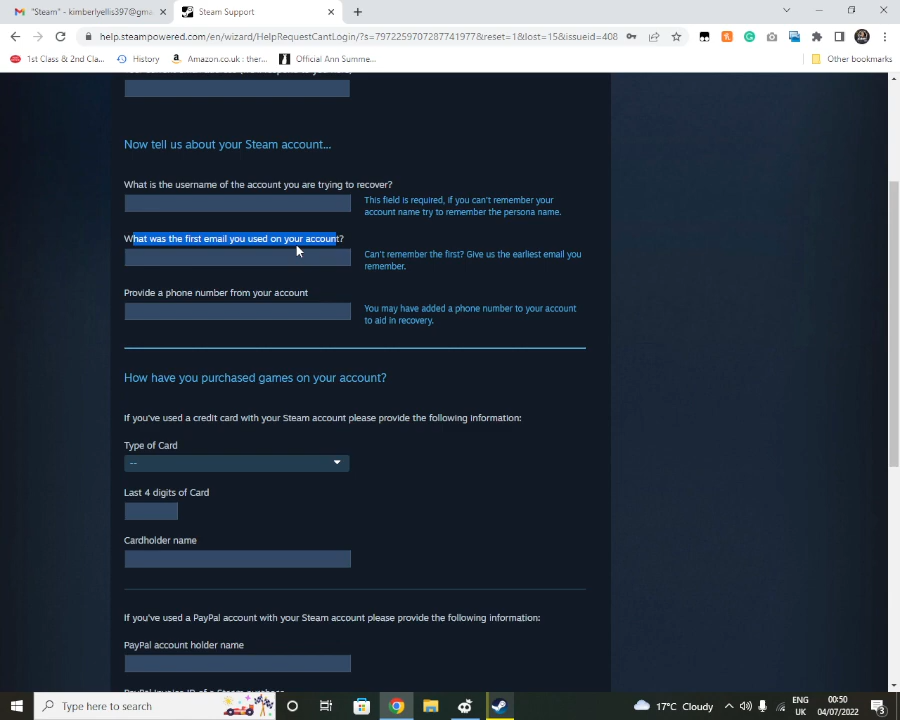 "Steam" - kimberlyellis397@gma
Steam Support
help.steampowered.com/en/wizard/HelpRequestCantLogin/?s=797225970728774197&reset=1&lost=15&issueid=408
1st Class & 2nd Cla...
History
Amazon.co.uk : ther...
Official Ann Summe...
Other bookmarks
Now tell us about your Steam account...
What is the username of the account you are trying to recover?
This field is required, if you can't remember your
account name try to remember the persona name.
What was the first email you used on your account?
Can't remember the first? Give us the earliest email you
remember.
Provide a phone number from your account
You may have added a phone number to your account
to aid in recovery.
How have you purchased games on your account?
If you've used a credit card with your Steam account please provide the following information:
Type of Card
--
Last 4 digits of Card
Cardholder name
If you've used a PayPal account with your Steam account please provide the following information:
PayPal account holder name
PayPal Invoice ID of a Steam purchase
Type here to search
17°C Cloudy
ENG
UK
00:50
04/07/2022
3